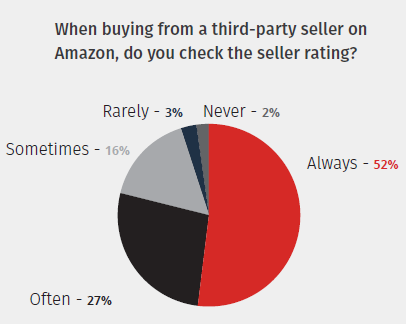 When buying from a third-party seller on
Amazon, do you check the seller rating?
Rarely - 3%
Never - 2%
Sometimes - 16%
Always - 52%
Often - 27%